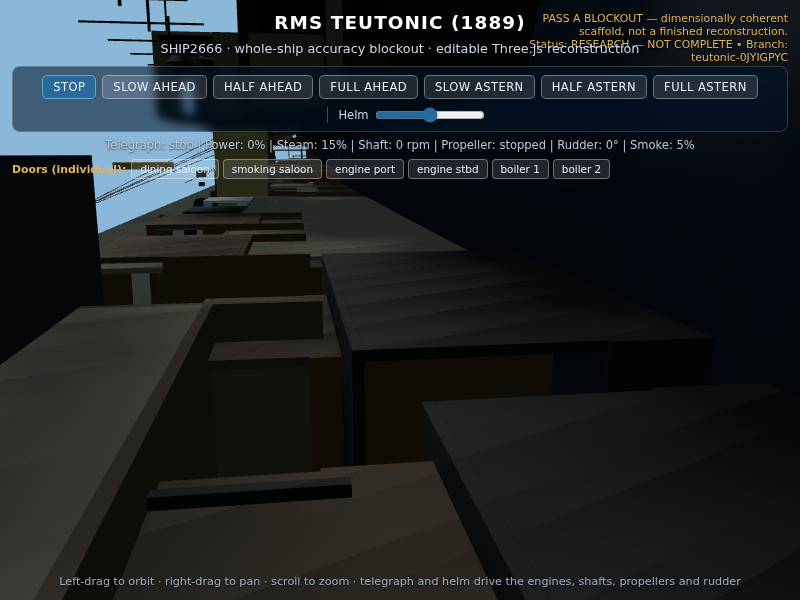 RMS TEUTONIC (1889)
SHIP2666 · whole-ship accuracy blockout · editable Three.js reconstruction
PASS A BLOCKOUT — dimensionally coherent
scaffold, not a finished reconstruction.
Status: RESEARCH — NOT COMPLETE • Branch:
teutonic-0JYIGPYC
STOP
SLOW AHEAD
HALF AHEAD
FULL AHEAD
SLOW ASTERN
HALF ASTERN
FULL ASTERN
Helm
Telegraph: stop | Power: 0% | Steam: 15% | Shaft: 0 rpm | Propeller: stopped | Rudder: 0° | Smoke: 5%
Doors (individual):
dining saloon
smoking saloon
engine port
engine stbd
boiler 1
boiler 2
Left-drag to orbit · right-drag to pan · scroll to zoom · telegraph and helm drive the engines, shafts, propellers and rudder